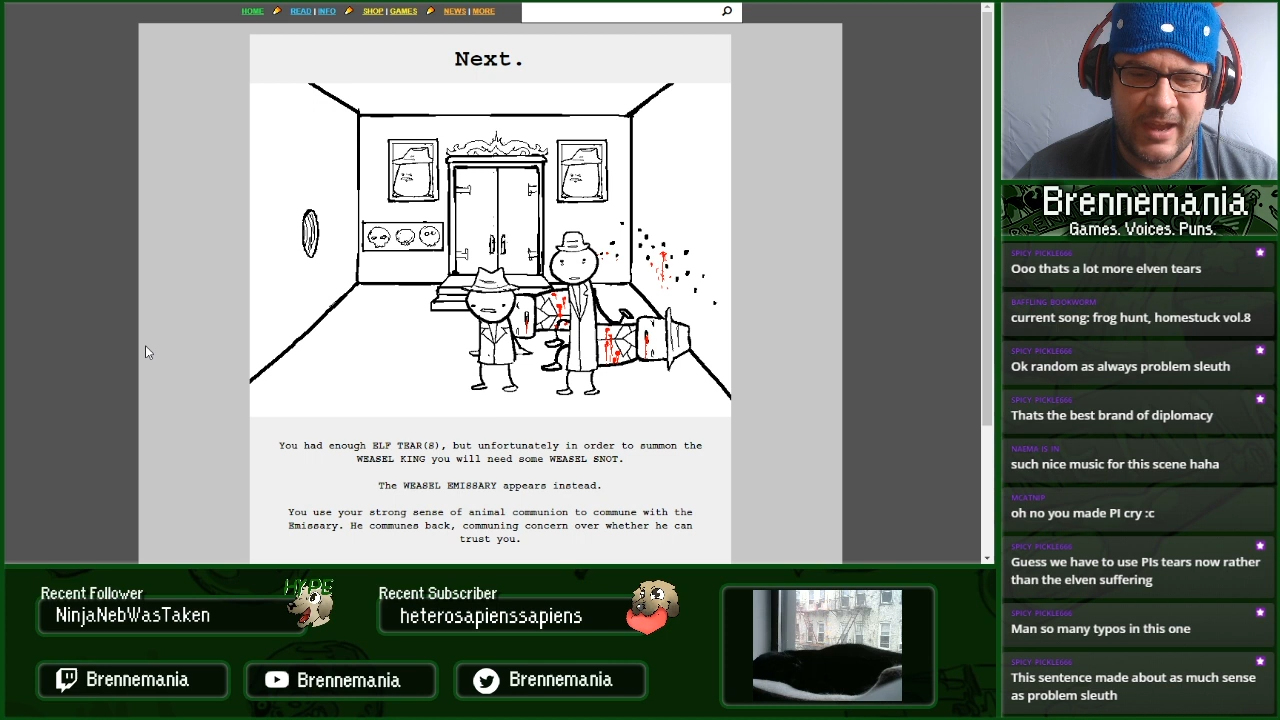 HOME READ | INFO SHOP | GAMES NEWS | MORE
Next.
You had enough ELF TEAR(S), but unfortunately in order to summon the
WEASEL KING you will need some WEASEL SNOT.
The WEASEL EMISSARY appears instead.
You use your strong sense of animal communion to commune with the
Emissary. He communes back, communing concern over whether he can
trust you.
Brennemania
Games. Voices. Puns.
SPICY PICKLE666
Ooo thats a lot more elven tears
BAFFLING BOOKWORM
current song: frog hunt, homestuck vol.8
SPICY PICKLE666
Ok random as always problem sleuth
SPICY PICKLE666
Thats the best brand of diplomacy
NAEMA IS IN
such nice music for this scene haha
MCATNIP
oh no you made PI cry :c
SPICY PICKLE666
Guess we have to use PIs tears now rather
than the elven suffering
SPICY PICKLE666
Man so many typos in this one
SPICY PICKLE666
This sentence made about as much sense
as problem sleuth
Recent Follower
HYPE
NinjaNebWasTaken
Recent Subscriber
heterosapienssapiens
Brennemania
Brennemania
Brennemania